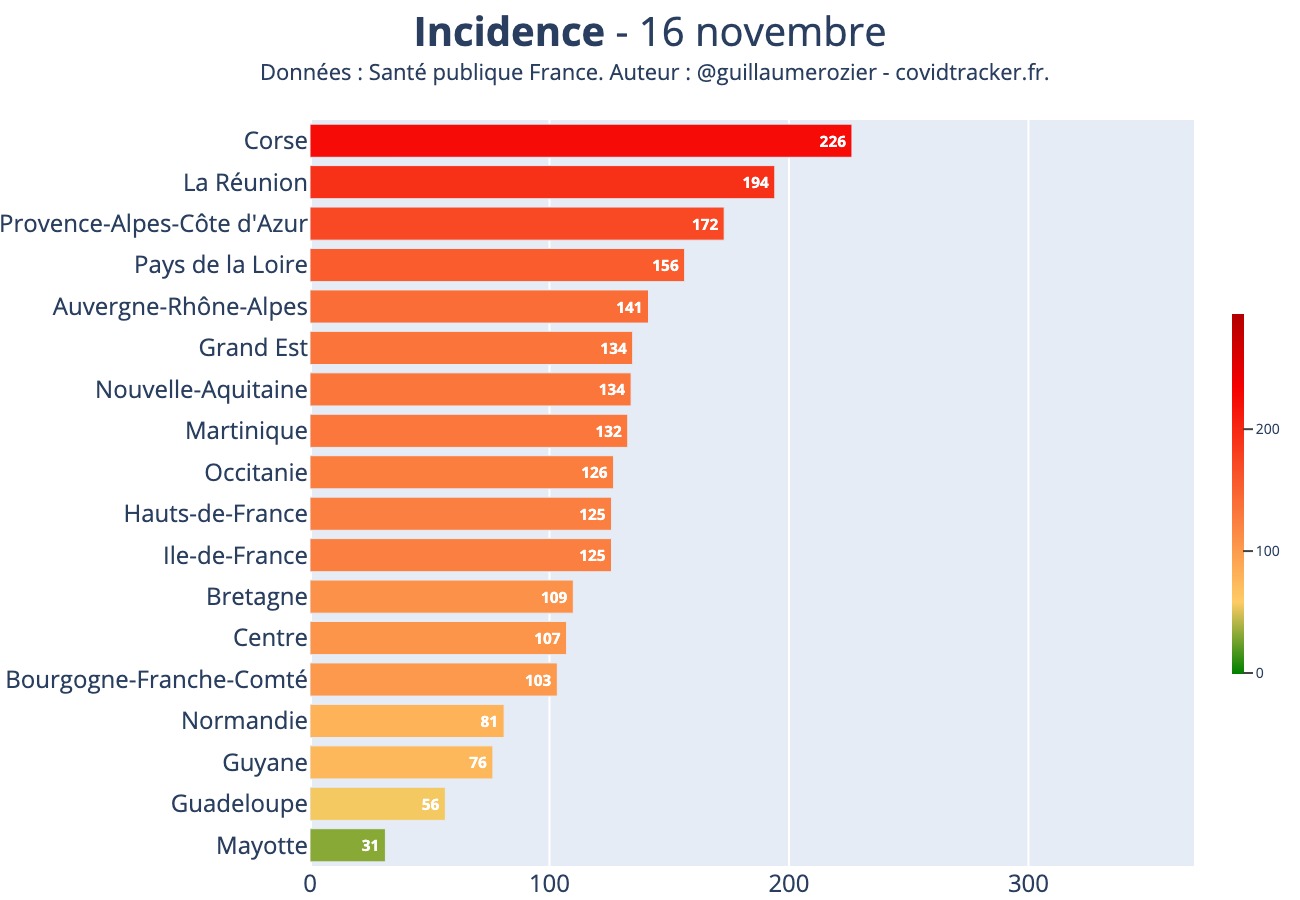 Incidence - 16 novembre
Données : Santé publique France. Auteur : @guillaumerozier - covidtracker.fr.
Corse 226
La Réunion 194
Provence-Alpes-Côte d'Azur 172
Pays de la Loire 156
Auvergne-Rhône-Alpes 141
Grand Est 134
Nouvelle-Aquitaine 134
Martinique 132
Occitanie 126
Hauts-de-France 125
Ile-de-France 125
Bretagne 109
Centre 107
Bourgogne-Franche-Comté 103
Normandie 81
Guyane 76
Guadeloupe 56
Mayotte 31
0 100 200 300
200
100
0